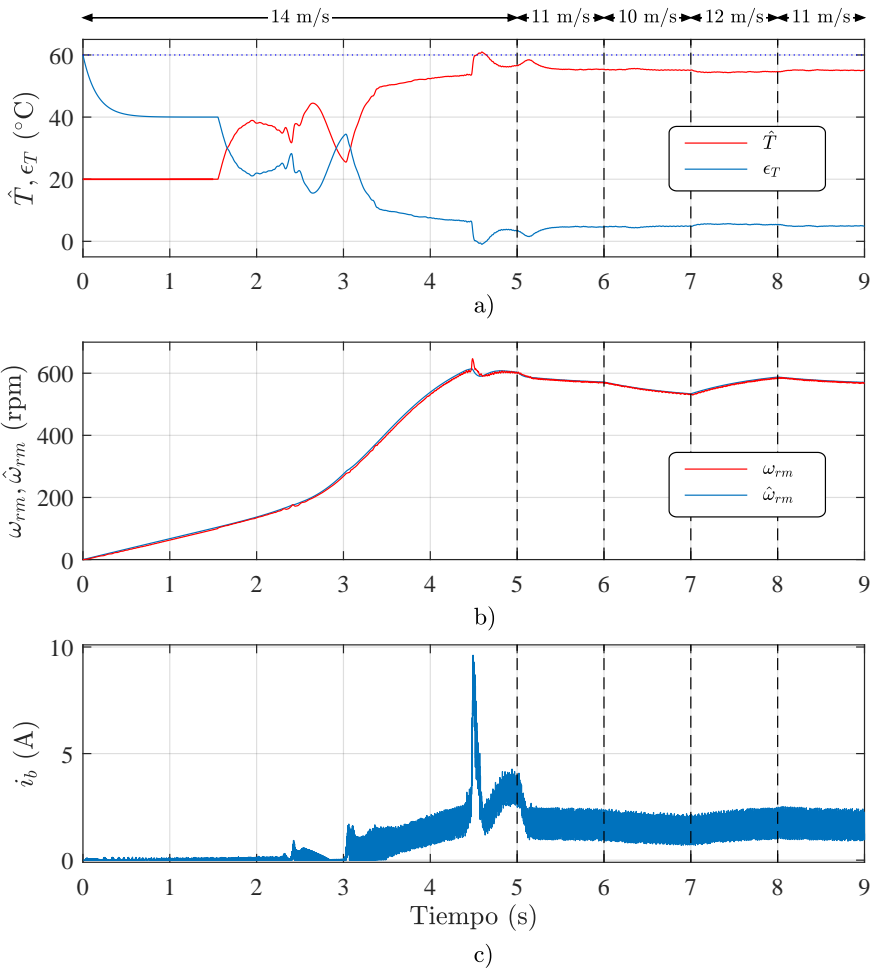 14 m/s 11 m/s 10 m/s 12 m/s 11 m/s
60
40
20
0
T̂, ϵ_T (°C)
T̂
ϵ_T
0 1 2 3 4 5 6 7 8 9
a)
600
400
200
0
ω_rm, ω̂_rm (rpm)
ω_rm
ω̂_rm
0 1 2 3 4 5 6 7 8 9
b)
10
5
0
i_b (A)
0 1 2 3 4 5 6 7 8 9
Tiempo (s)
c)